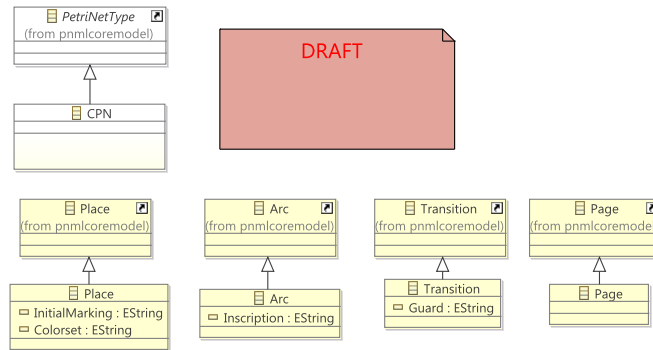 PetriNetType
(from pnmlcoremodel)
CPN
DRAFT
Place
(from pnmlcoremodel)
Arc
(from pnmlcoremodel)
Transition
(from pnmlcoremodel)
Page
(from pnmlcoremodel
Place
InitialMarking : EString
Colorset : EString
Arc
Inscription : EString
Transition
Guard : EString
Page